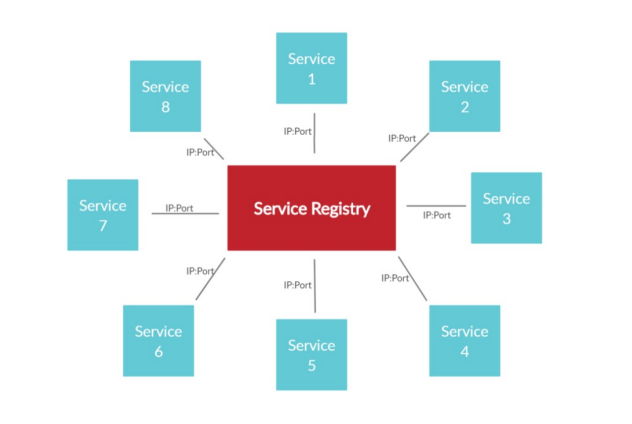 Service
1
Service
8
Service
2
IP:Port
IP:Port
IP:Port
Service Registry
Service
7
IP:Port
Service
3
IP:Port
IP:Port
IP:Port
IP:Port
Service
6
Service
5
Service
4